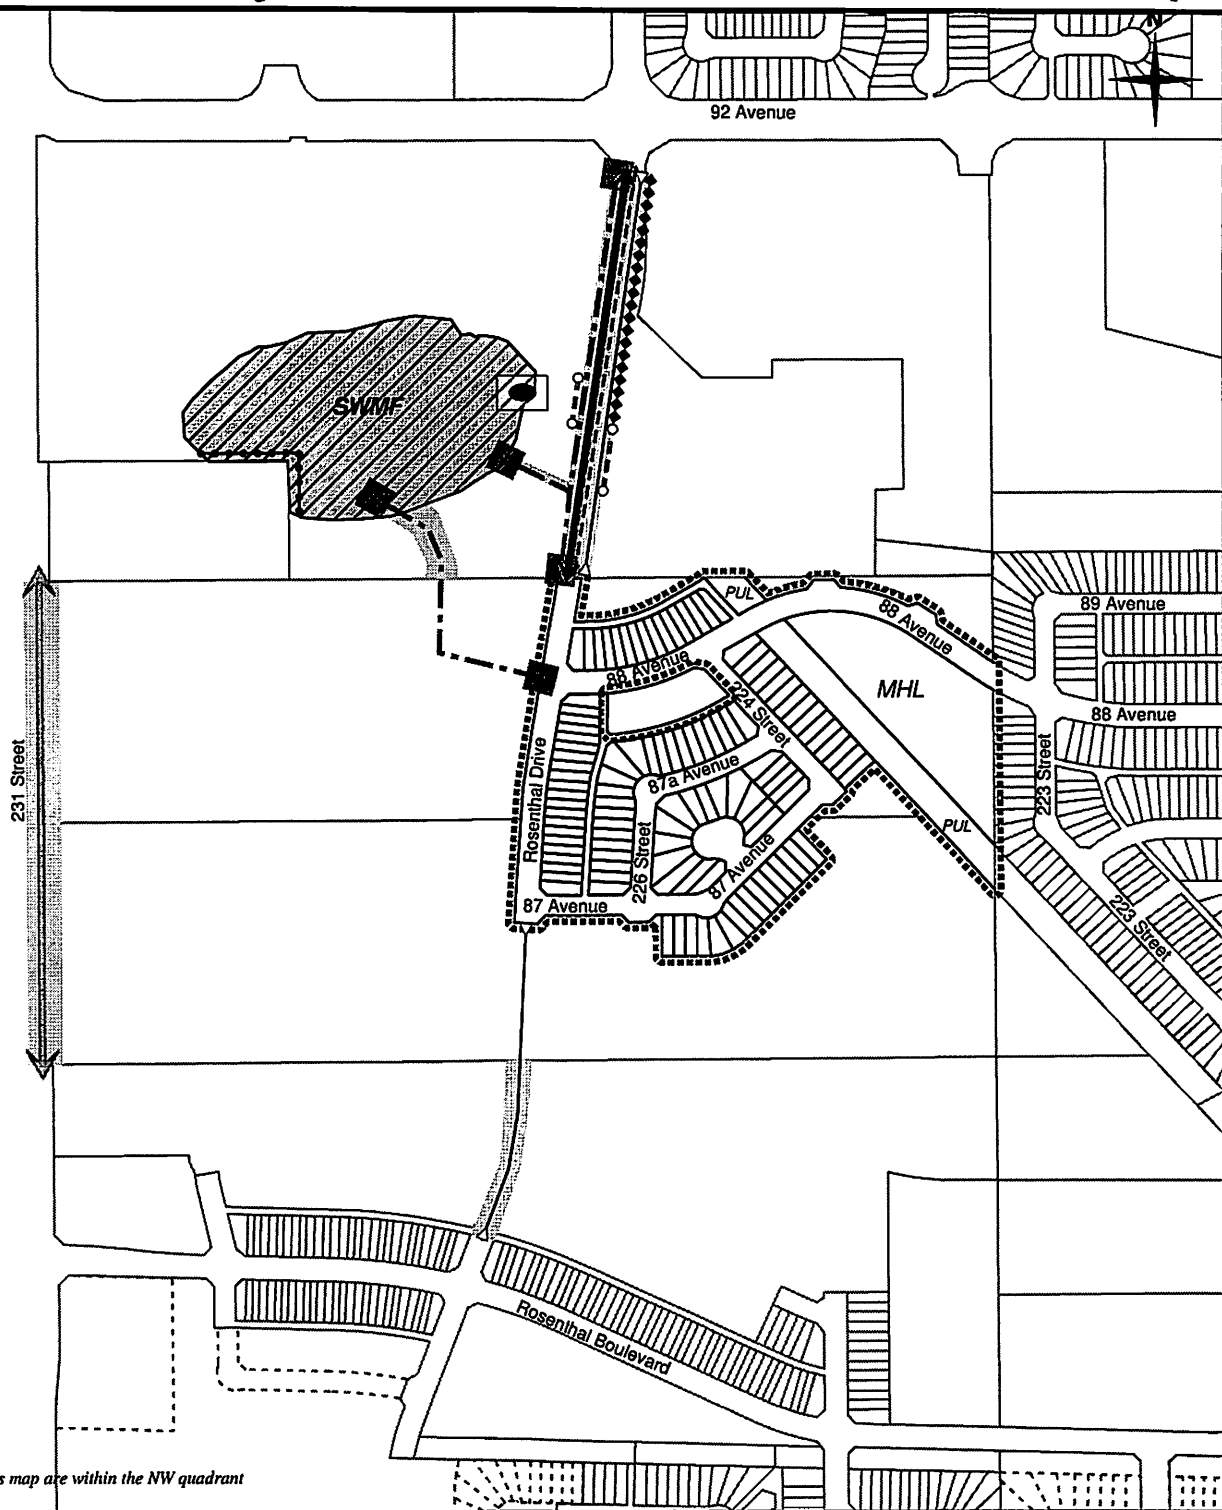 N
92 Avenue
SWMF
PUL
88 Avenue
89 Avenue
88 Avenue
MHL
224 Street
88 Avenue
231 Street
Rosenthal Drive
87a Avenue
223 Street
PUL
226 Street
87 Avenue
87 Avenue
223 Street
Rosenthal Boulevard
map are within the NW quadrant